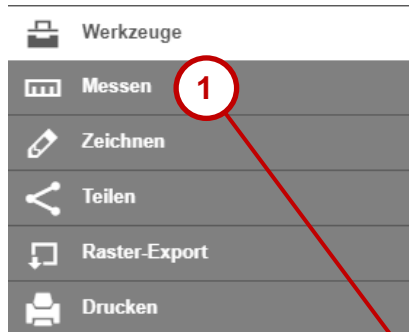 Werkzeuge
Messen 1
Zeichnen
Teilen
Raster-Export
Drucken